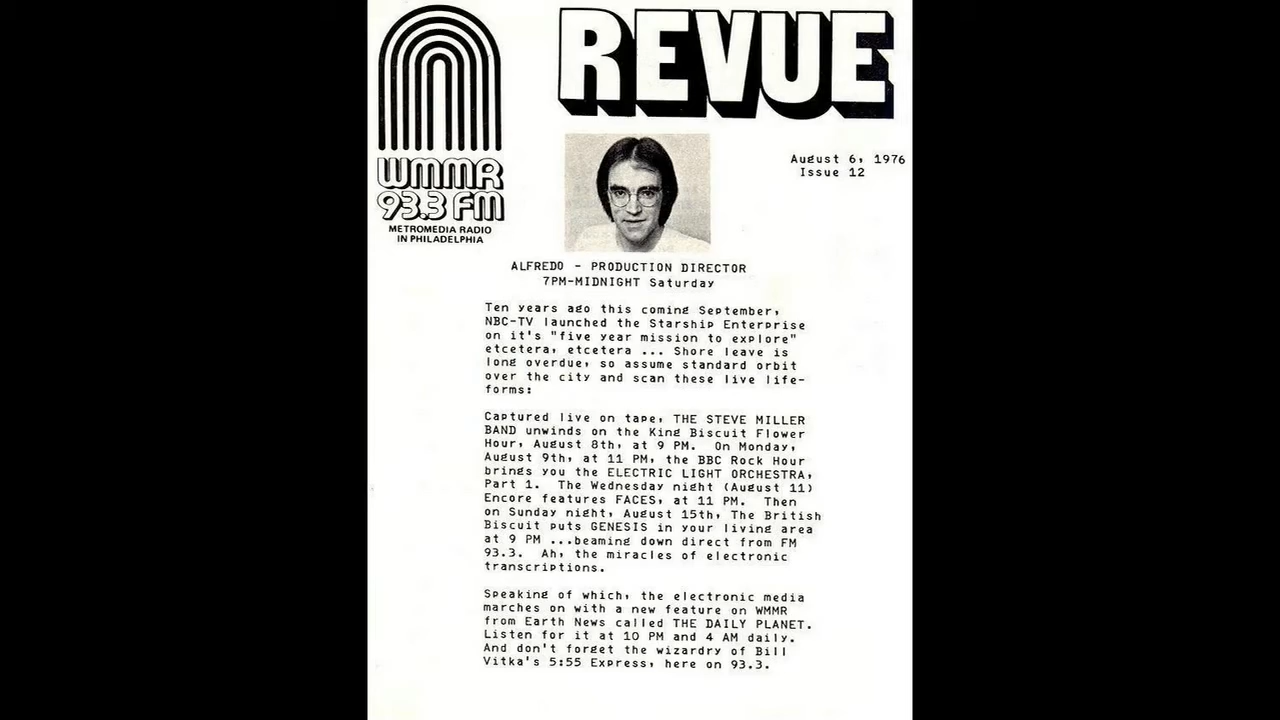 REVUE
WMMR
93.3 FM
METROMEDIA RADIO
IN PHILADELPHIA
August 6, 1976
Issue 12
ALFREDO - PRODUCTION DIRECTOR
7PM-MIDNIGHT Saturday
Ten years ago this coming September,
NBC-TV launched the Starship Enterprise
on it's "five year mission to explore"
etcetera, etcetera ... Shore leave is
long overdue, so assume standard orbit
over the city and scan these live life-
forms:
Captured live on tape, THE STEVE MILLER
BAND unwinds on the King Biscuit Flower
Hour, August 8th, at 9 PM. On Monday,
August 9th, at 11 PM, the BBC Rock Hour
brings you the ELECTRIC LIGHT ORCHESTRA,
Part 1. The Wednesday night (August 11)
Encore features FACES, at 11 PM. Then
on Sunday night, August 15th, The British
Biscuit puts GENESIS in your living area
at 9 PM ...beaming down direct from FM
93.3. Ah, the miracles of electronic
transcriptions.
Speaking of which, the electronic media
marches on with a new feature on WMMR
from Earth News called THE DAILY PLANET.
Listen for it at 10 PM and 4 AM daily.
And don't forget the wizardry of Bill
Vitka's 5:55 Express, here on 93.3.